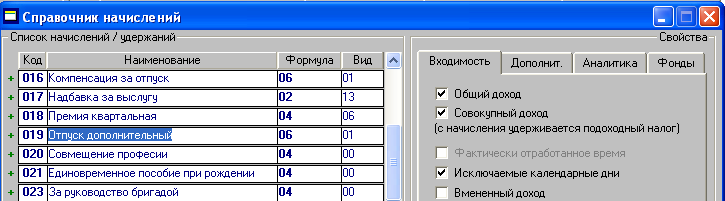 Справочник начислений
Список начислений / удержаний
Свойства
Код Наименование Формула Вид
+ 016 Компенсация за отпуск 06 01
+ 017 Надбавка за выслугу 02 13
+ 018 Премия квартальная 04 06
+ 019 Отпуск дополнительный 06 01
+ 020 Совмещение професии 04 00
+ 021 Единовременное пособие при рождении 04 00
+ 023 За руководство бригадой 04 00
Входимость Дополнит. Аналитика Фонды
Общий доход
Совокупный доход
(с начисления удерживается подоходный налог)
Фактически отработанное время
Исключаемые календарные дни
Вмененный доход